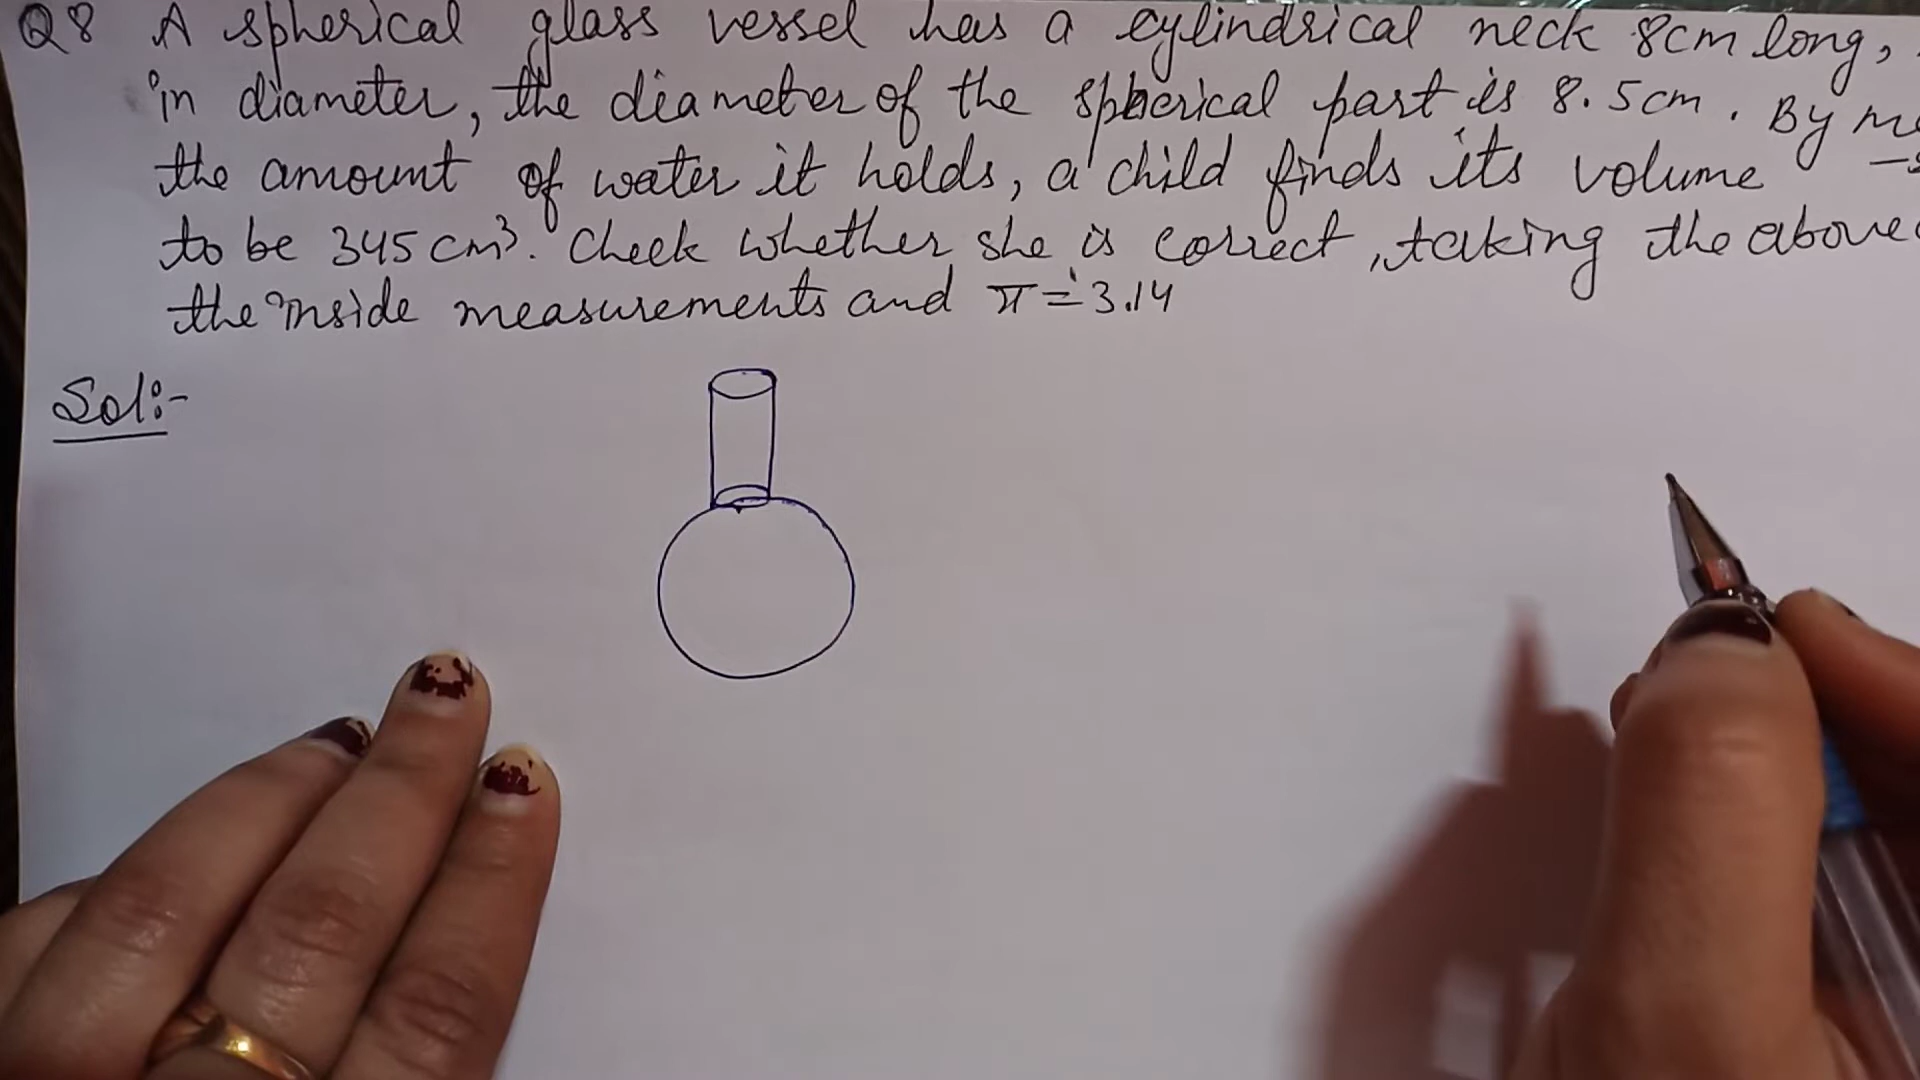 Q8 A spherical glass vessel has a cylindrical neck 8cm long,
in diameter, the diameter of the spherical part is 8.5cm. By
the amount of water it holds, a child finds its volume
to be 345 cm³. Check whether she is correct, taking the above
the inside measurements and π = 3.14
Sol:-